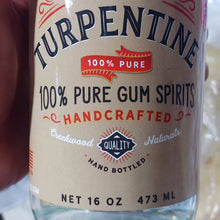 TURPENTINE
100% PURE
100% PURE GUM SPIRITS
HANDCRAFTED
Creekwood Naturals
QUALITY
HAND BOTTLED
NET 16 OZ 473 ML